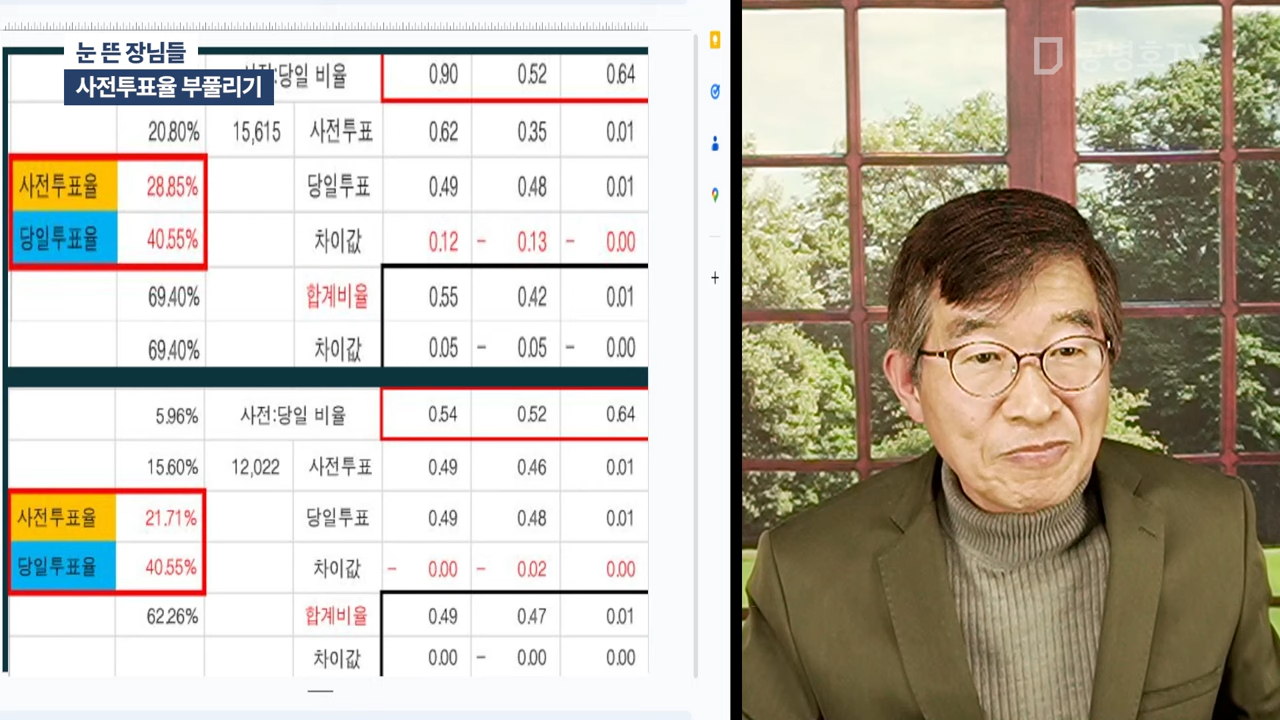 눈 뜬 장님들
사전투표율 부풀리기
당일 비율 0.90 0.52 0.64
20.80% 15,615 사전투표 0.62 0.35 0.01
사전투표율 28.85% 당일투표 0.49 0.48 0.01
당일투표율 40.55% 차이값 0.12 - 0.13 - 0.00
69.40% 합계비율 0.55 0.42 0.01
69.40% 차이값 0.05 - 0.05 - 0.00
5.96% 사전:당일 비율 0.54 0.52 0.64
15.60% 12,022 사전투표 0.49 0.46 0.01
사전투표율 21.71% 당일투표 0.49 0.48 0.01
당일투표율 40.55% 차이값 - 0.00 - 0.02 0.00
62.26% 합계비율 0.49 0.47 0.01
차이값 0.00 - 0.00 0.00
공병호TV